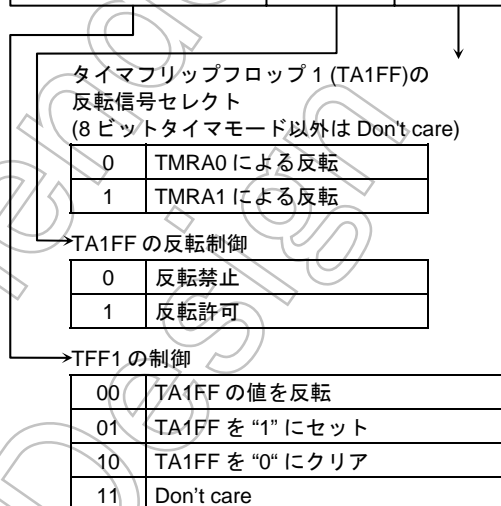 タイマフリップフロップ 1 (TA1FF)の
反転信号セレクト
(8 ビットタイマモード以外は Don't care)
0 TMRA0 による反転
1 TMRA1 による反転
TA1FF の反転制御
0 反転禁止
1 反転許可
TFF1 の制御
00 TA1FF の値を反転
01 TA1FF を “1” にセット
10 TA1FF を “0“ にクリア
11 Don’t care